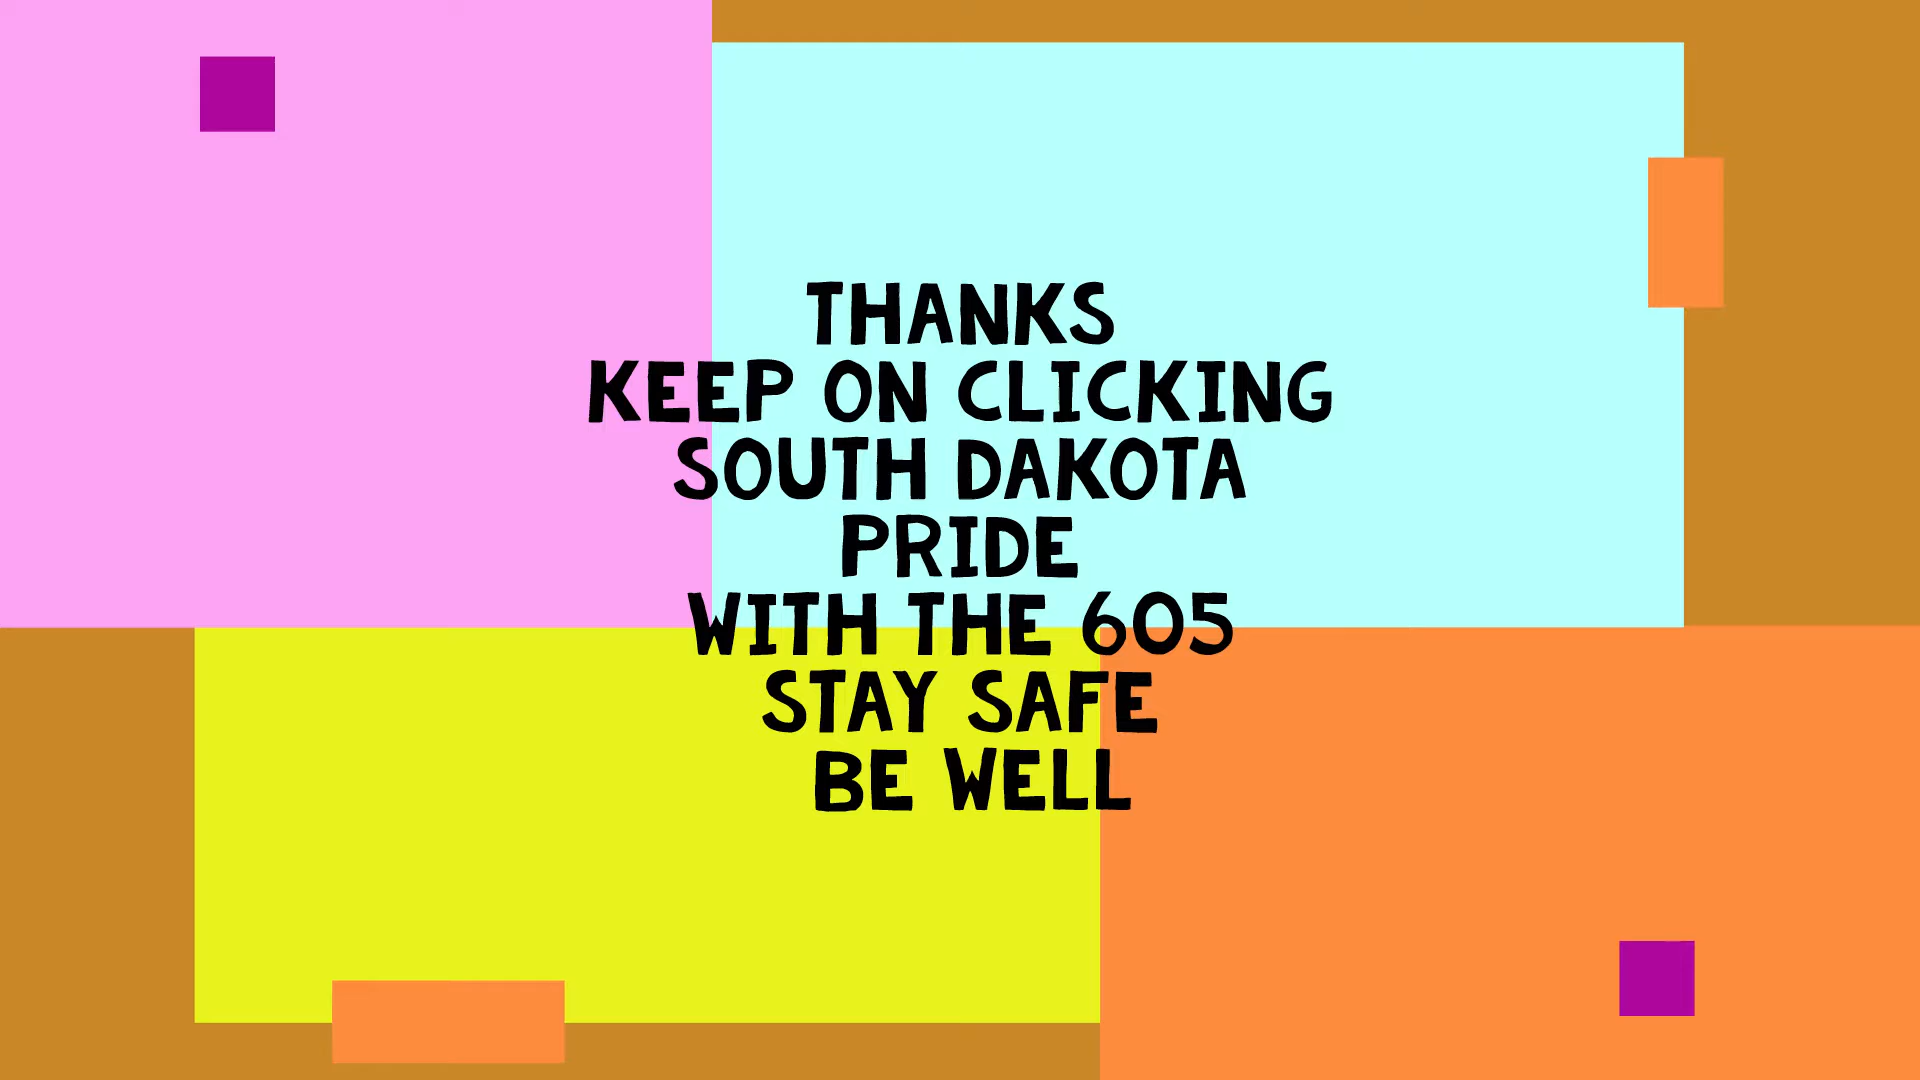 THANKS
KEEP ON CLICKING
SOUTH DAKOTA
PRIDE
WITH THE 605
STAY SAFE
BE WELL